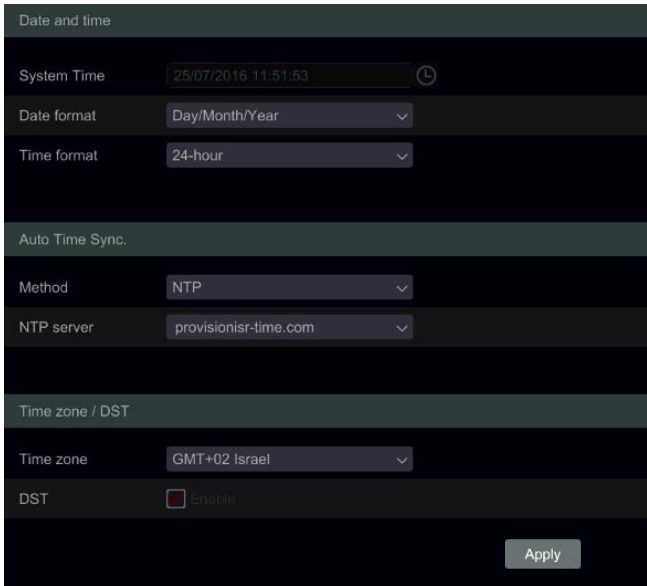 Date and time
System Time 25/07/2016 11:51:53
Date format Day/Month/Year
Time format 24-hour
Auto Time Sync.
Method NTP
NTP server provisionisr-time.com
Time zone / DST
Time zone GMT+02 Israel
DST Enable
Apply